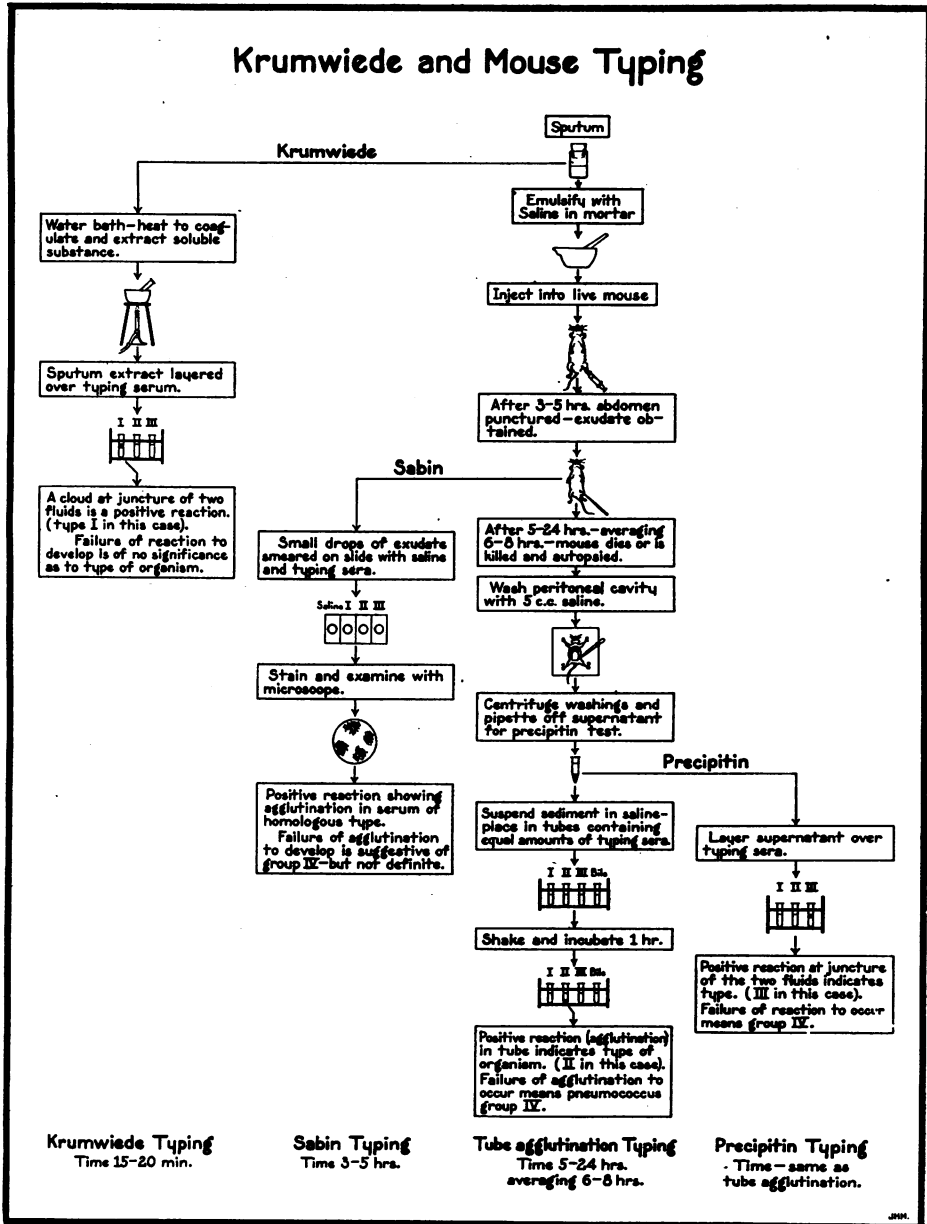 Krumwiede and Mouse Typing
Sputum
Krumwiede
Emulsify with
Saline in mortar
Water bath-heat to coag-
ulate and extract soluble
substance.
Inject into live mouse
Sputum extract layered
over typing serum.
I II III
After 3-5 hrs. abdomen
punctured-exudate ob-
tained.
Sabin
A cloud at juncture of two
fluids is a positive reaction.
(type I in this case).
Failure of reaction to
develop is of no significance
as to type of organism.
Small drops of exudate
smeared on slide with saline
and typing sera.
Saline I II III
Stain and examine with
microscope.
Positive reaction showing
agglutination in serum of
homologous type.
Failure of agglutination
to develop is suggestive of
group IV-but not definite.
After 5-24 hrs.-averaging
6-8 hrs.-mouse dies or is
killed and autopsied.
Wash peritoneal cavity
with 5 c.c. saline.
Centrifuge washings and
pipette off supernatant
for precipitin test.
Precipitin
Suspend sediment in saline-
place in tubes containing
equal amounts of typing sera.
I II III Bile
Shake and incubate 1 hr.
I II III Bile
Positive reaction (agglutination)
in tube indicates type of
organism. (II in this case).
Failure of agglutination to
occur means pneumococcus
group IV.
Layer supernatant over
typing sera.
I II III
Positive reaction at juncture
of the two fluids indicates
type. (III in this case).
Failure of reaction to occur
means group IV.
Krumwiede Typing
Time 15-20 min.
Sabin Typing
Time 3-5 hrs.
Tube agglutination Typing
Time 5-24 hrs.
averaging 6-8 hrs.
Precipitin Typing
Time-same as
tube agglutination.
JHM.